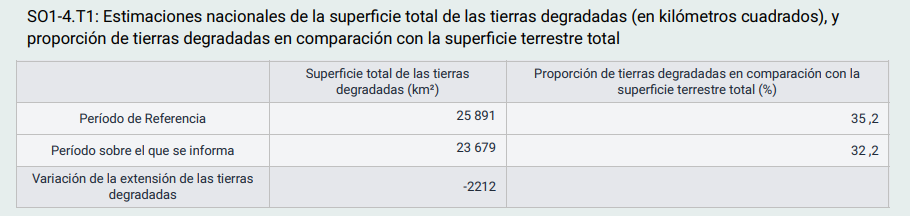 SO1-4.T1: Estimaciones nacionales de la superficie total de las tierras degradadas (en kilómetros cuadrados), y
proporción de tierras degradadas en comparación con la superficie terrestre total
Superficie total de las tierras
degradadas (km²)
Proporción de tierras degradadas en comparación con la
superficie terrestre total (%)
Período de Referencia
25 891
35 ,2
Período sobre el que se informa
23 679
32 ,2
Variación de la extensión de las tierras
degradadas
-2212